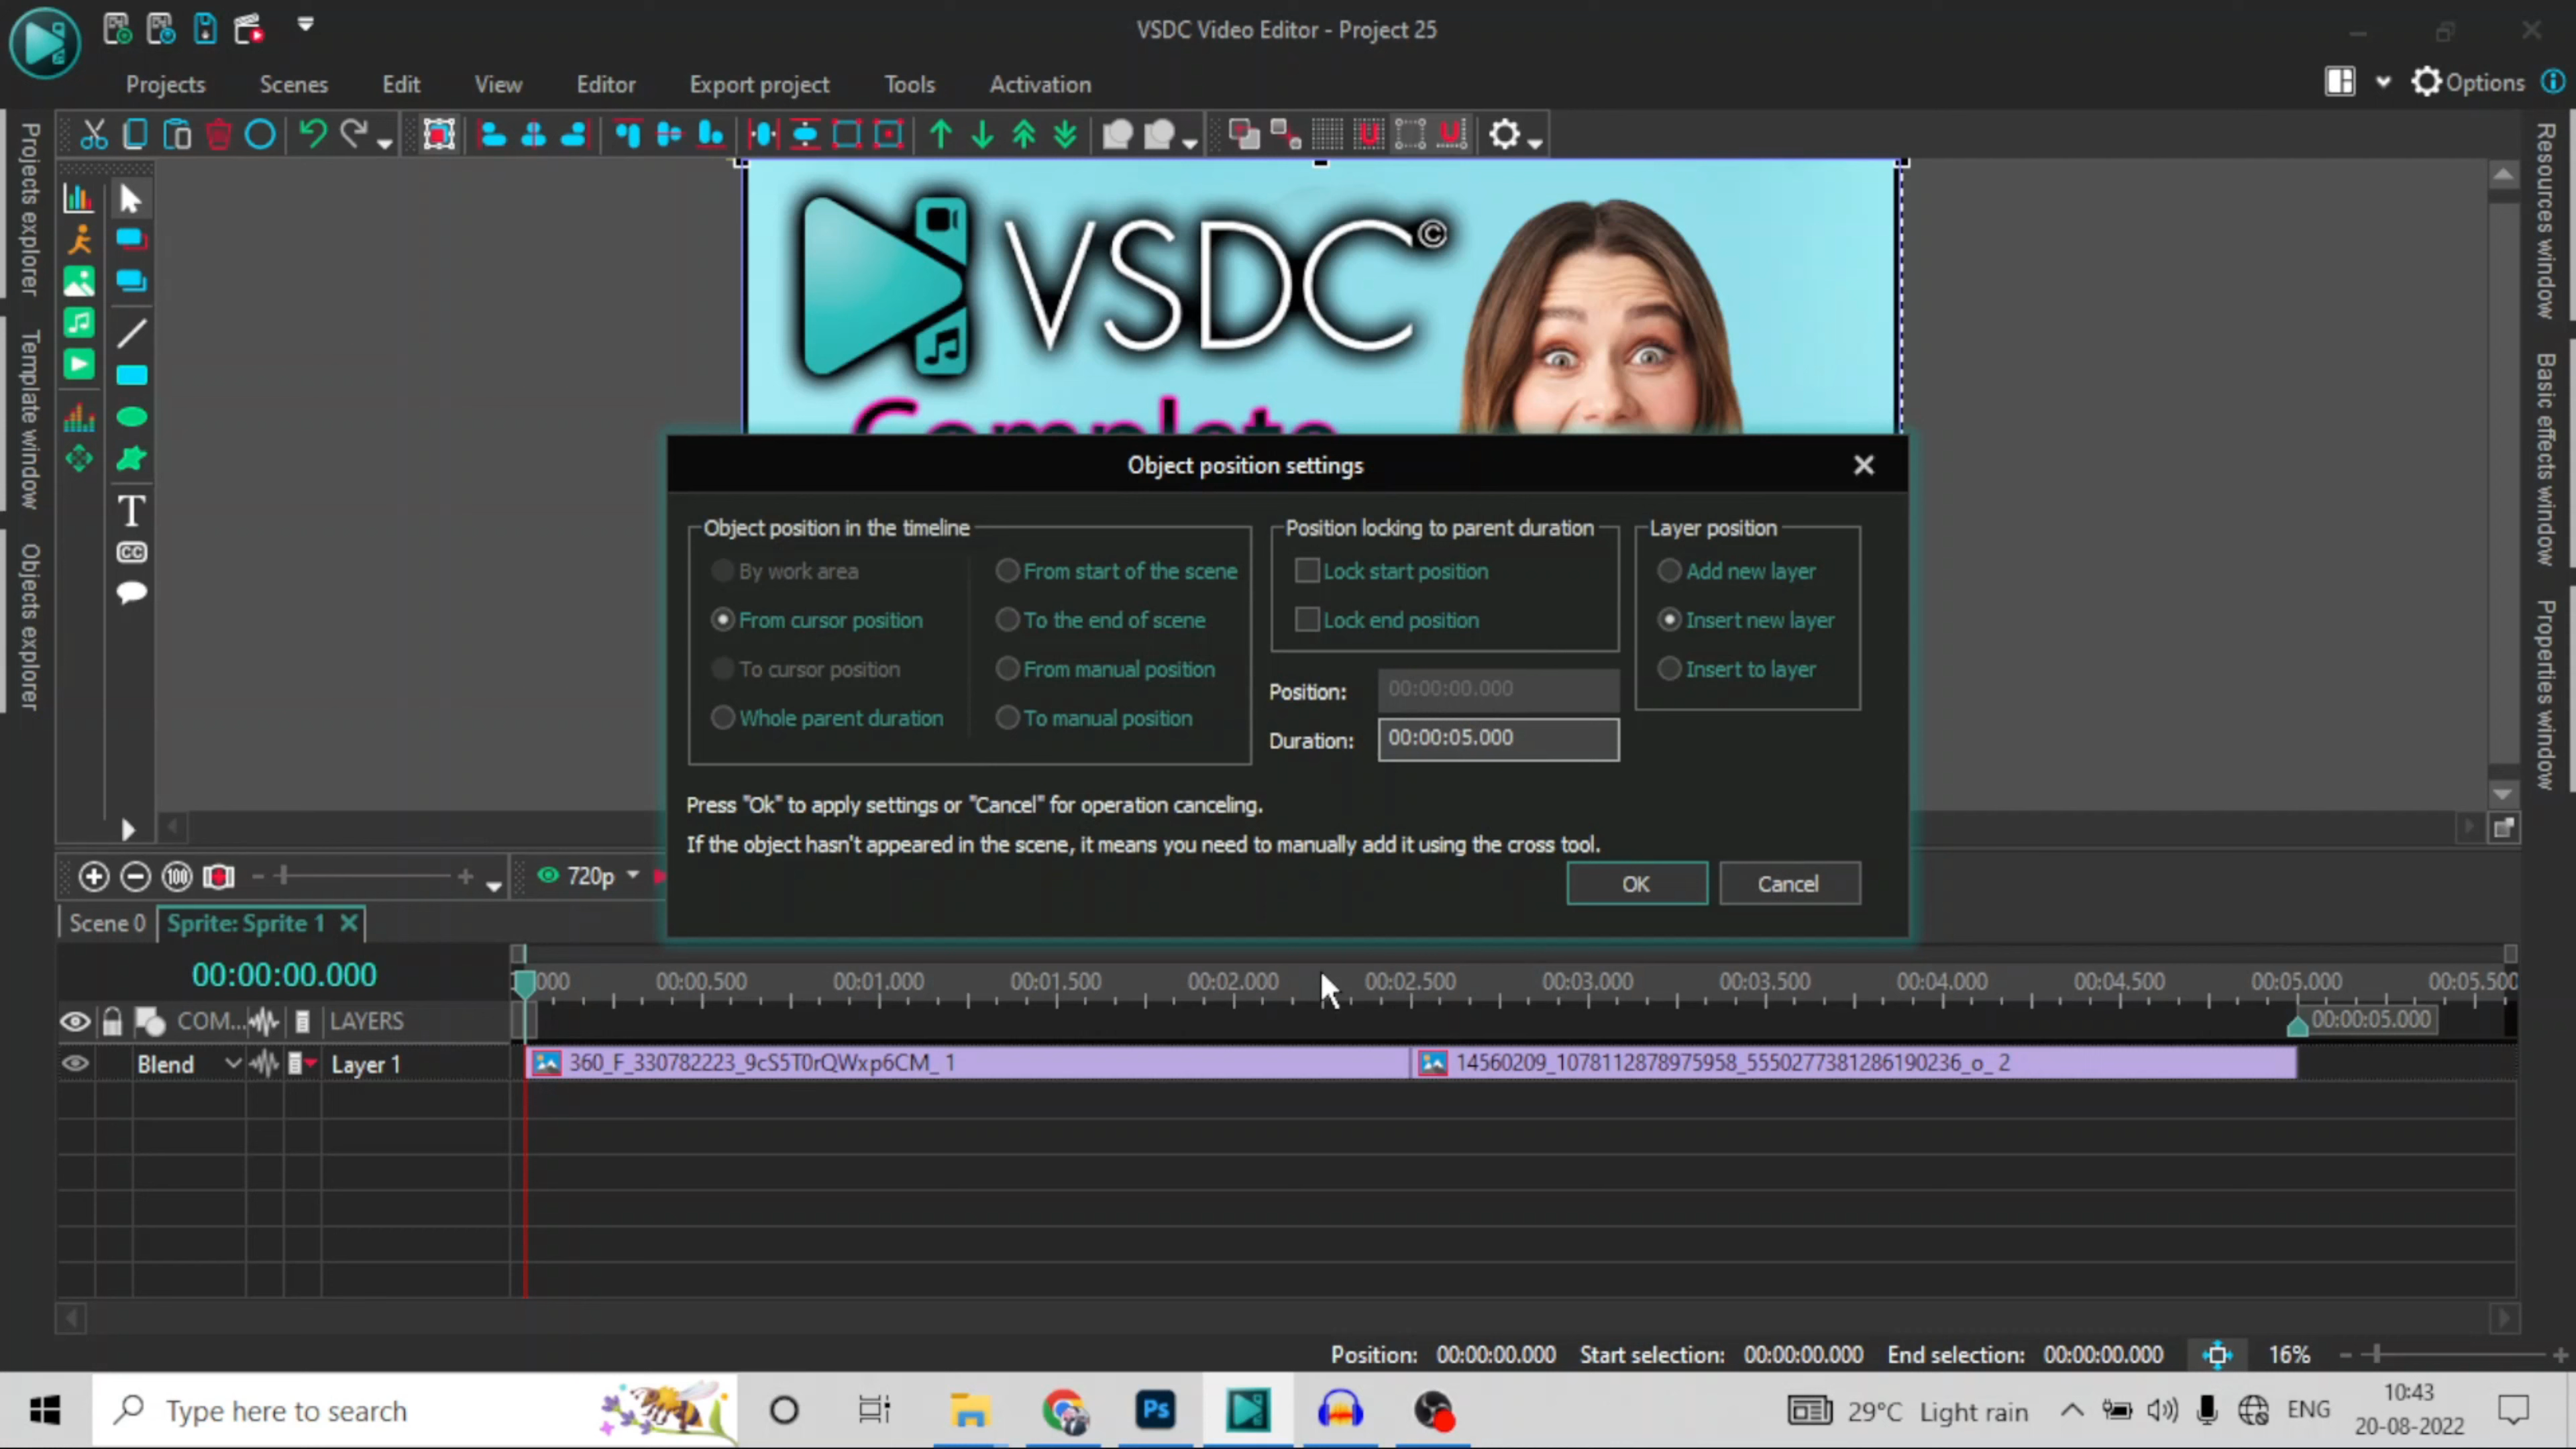 VSDC Video Editor - Project 25
Projects Scenes Edit View Editor Export project Tools Activation Options
Projects explorer
Template window
Objects explorer
Resources window
Basic effects window
Properties window
T
CC
VSDC©
Complete
Object position settings
Object position in the timeline
By work area
From cursor position
To cursor position
Whole parent duration
From start of the scene
To the end of scene
From manual position
To manual position
Position locking to parent duration
Lock start position
Lock end position
Position: 00:00:00.000
Duration: 00:00:05.000
Layer position
Add new layer
Insert new layer
Insert to layer
Press "Ok" to apply settings or "Cancel" for operation canceling.
If the object hasn't appeared in the scene, it means you need to manually add it using the cross tool.
OK Cancel
100 720p
Scene 0 Sprite: Sprite 1
00:00:00.000 000 00:00.500 00:01.000 00:01.500 00:02.000 00:02.500 00:03.000 00:03.500 00:04.000 00:04.500 00:05.000 00:05.500
COM... LAYERS 00:00:05.000
Blend Layer 1 360_F_330782223_9cS5T0rQWxp6CM_ 1 14560209_1078112878975958_5550277381286190236_o_ 2
Position: 00:00:00.000 Start selection: 00:00:00.000 End selection: 00:00:00.000 16%
Type here to search Ps 29°C Light rain ENG 10:43
20-08-2022